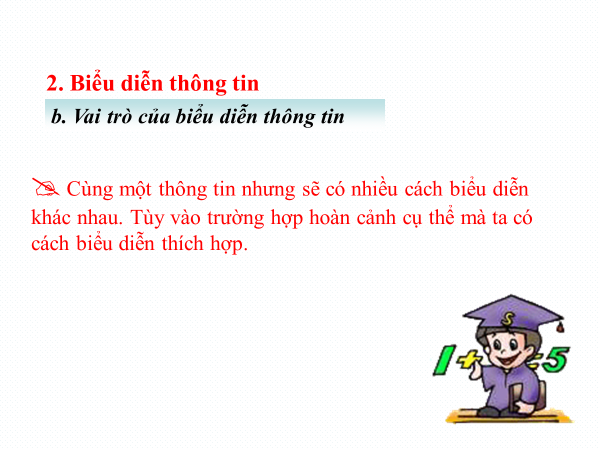 2. Biểu diễn thông tin
b. Vai trò của biểu diễn thông tin
Cùng một thông tin nhưng sẽ có nhiều cách biểu diễn
khác nhau. Tùy vào trường hợp hoàn cảnh cụ thể mà ta có
cách biểu diễn thích hợp.
S
1+ =5